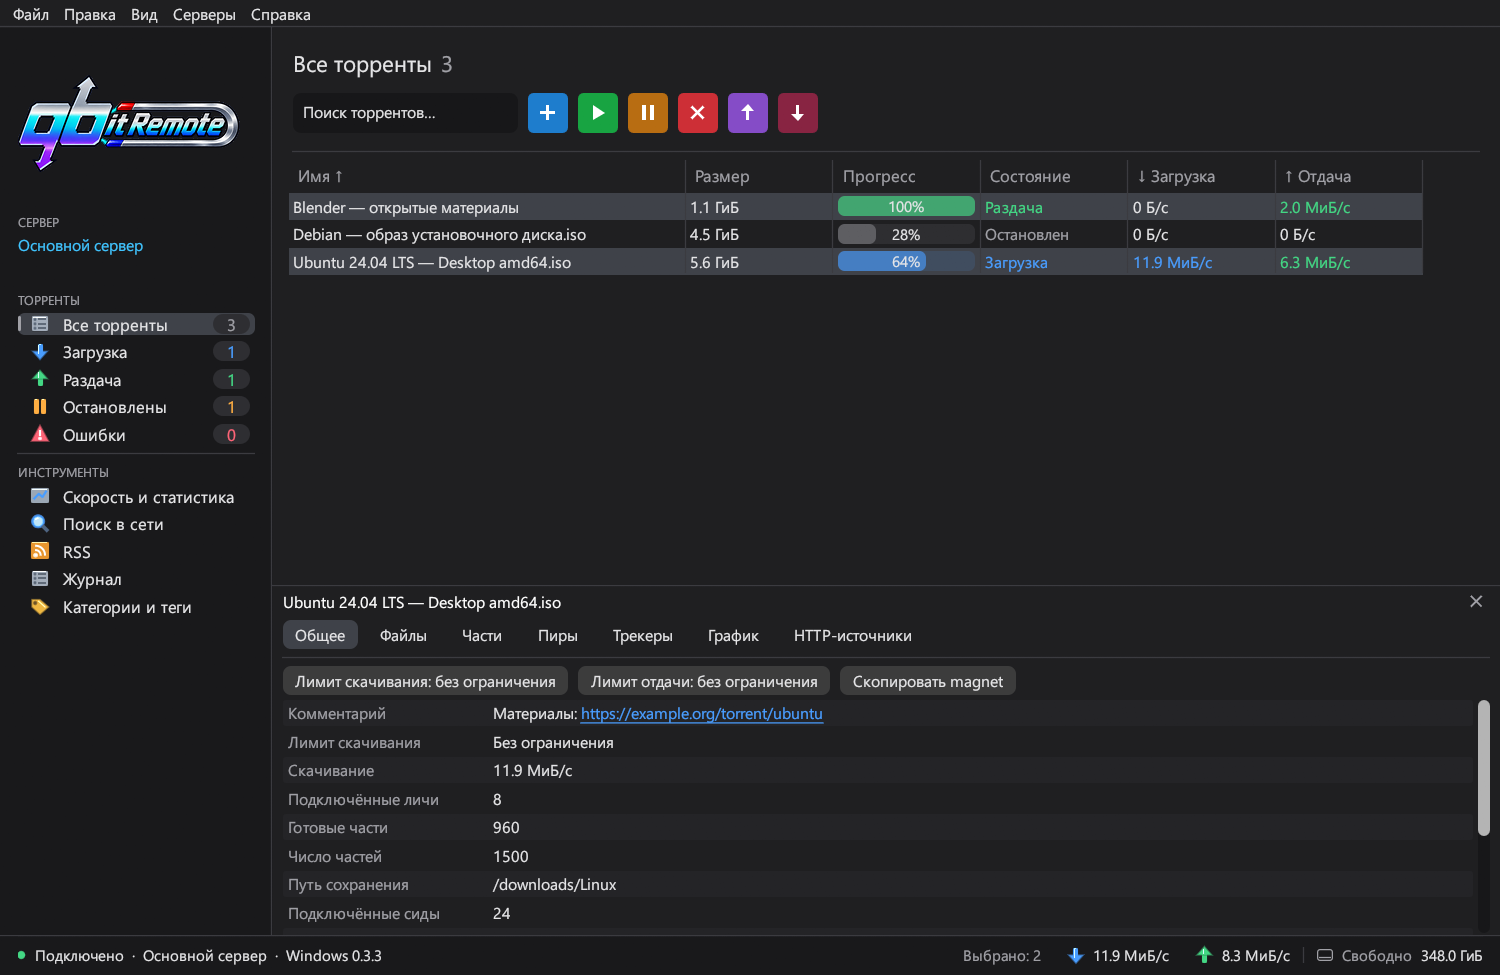 Файл Правка Вид Серверы Справка
qBitRemote
СЕРВЕР
Основной сервер
ТОРРЕНТЫ
Все торренты 3
Загрузка 1
Раздача 1
Остановлены 1
Ошибки 0
ИНСТРУМЕНТЫ
Скорость и статистика
Поиск в сети
RSS
Журнал
Категории и теги
Все торренты 3
Поиск торрентов...
Имя ↑ Размер Прогресс Состояние ↓ Загрузка ↑ Отдача
Blender — открытые материалы 1.1 ГиБ 100% Раздача 0 Б/с 2.0 МиБ/с
Debian — образ установочного диска.iso 4.5 ГиБ 28% Остановлен 0 Б/с 0 Б/с
Ubuntu 24.04 LTS — Desktop amd64.iso 5.6 ГиБ 64% Загрузка 11.9 МиБ/с 6.3 МиБ/с
Ubuntu 24.04 LTS — Desktop amd64.iso
Общее Файлы Части Пиры Трекеры График HTTP-источники
Лимит скачивания: без ограничения Лимит отдачи: без ограничения Скопировать magnet
Комментарий Материалы: https://example.org/torrent/ubuntu
Лимит скачивания Без ограничения
Скачивание 11.9 МиБ/с
Подключённые личи 8
Готовые части 960
Число частей 1500
Путь сохранения /downloads/Linux
Подключённые сиды 24
Подключено · Основной сервер · Windows 0.3.3 Выбрано: 2 11.9 МиБ/с 8.3 МиБ/с Свободно 348.0 ГиБ